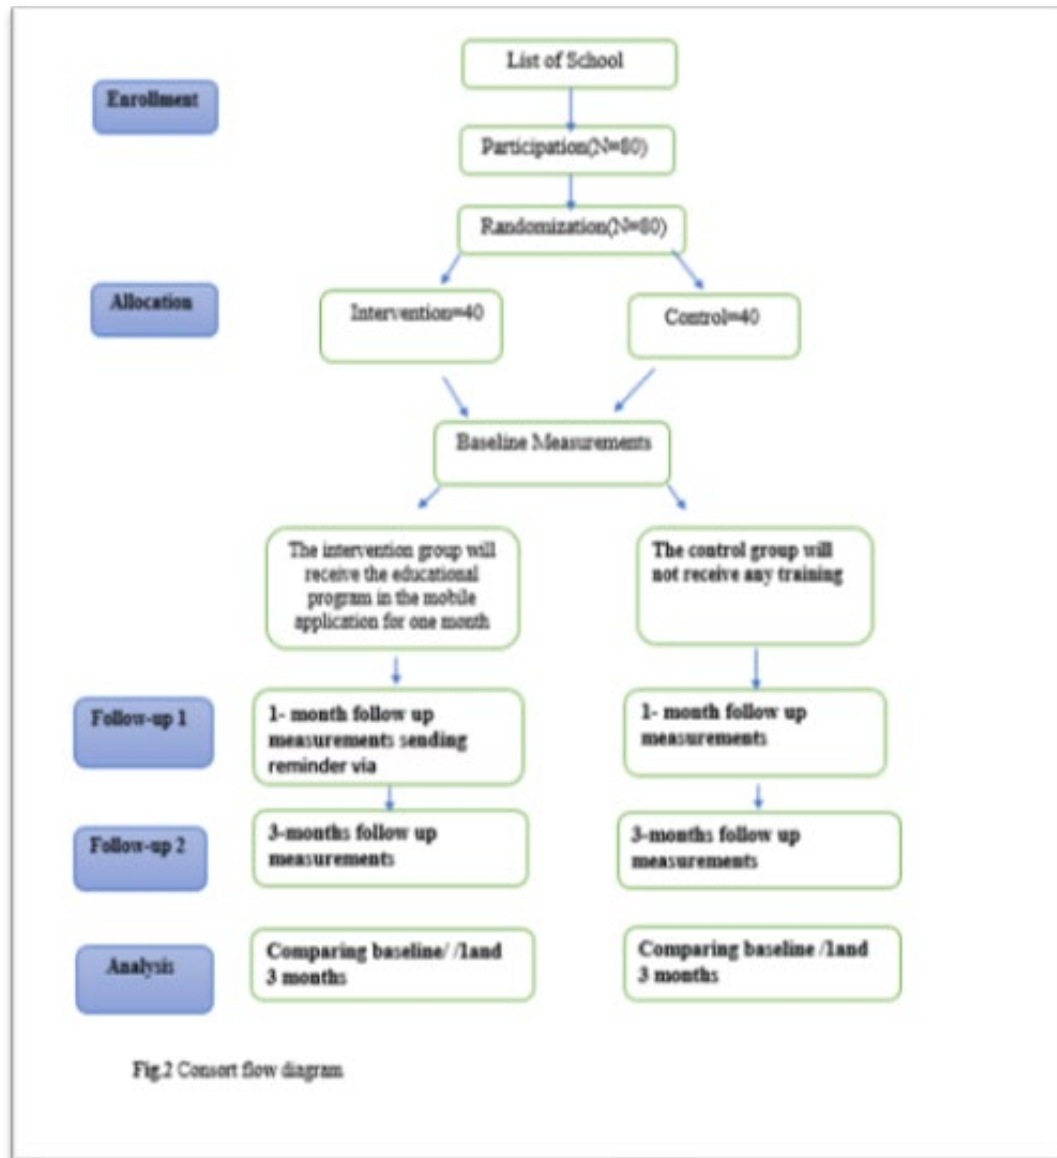 List of School
Enrollment
Participation(N=80)
Randomization(N=80)
Allocation
Intervention=40
Control=40
Baseline Measurements
The intervention group will
receive the educational
program in the mobile
application for one month
The control group will
not receive any training
Follow-up 1
1- month follow up
measurements sending
reminder via
1- month follow up
measurements
Follow-up 2
3-months follow up
measurements
3-months follow up
measurements
Analysis
Comparing baseline/ /1and
3 months
Comparing baseline /1and
3 months
Fig.2 Consort flow diagram